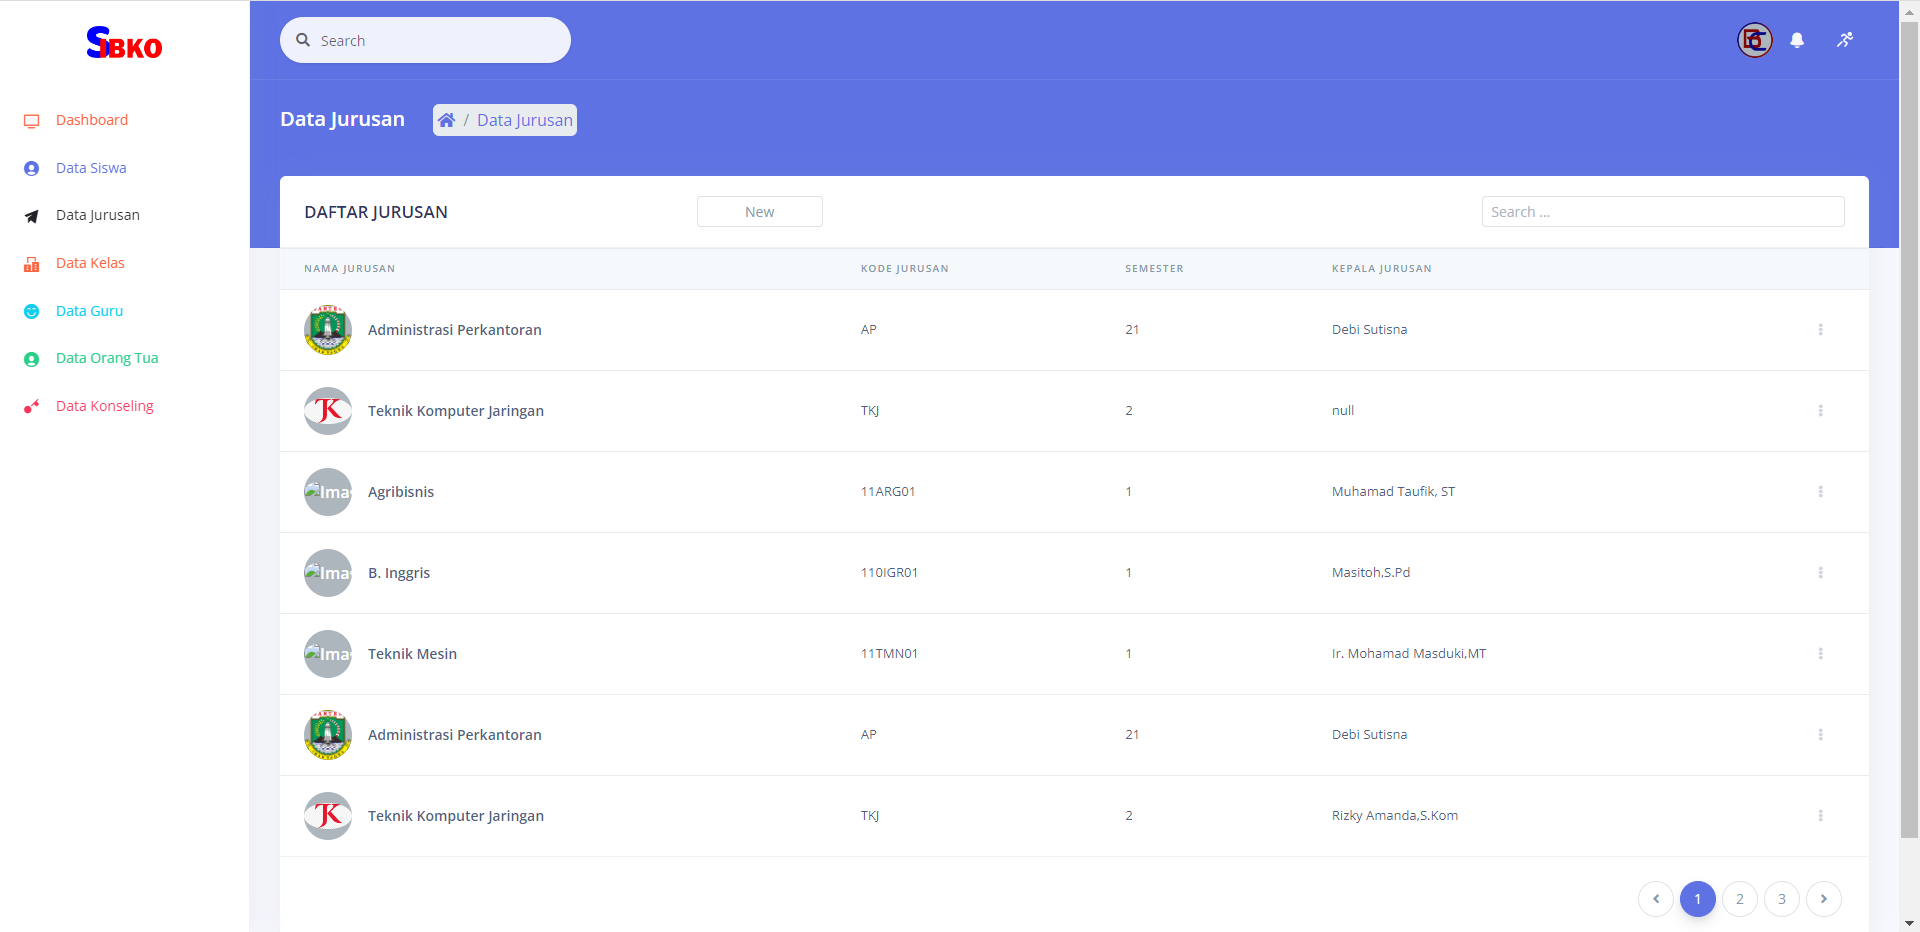 SIBKO
Search
Dashboard
Data Siswa
Data Jurusan
Data Kelas
Data Guru
Data Orang Tua
Data Konseling
Data Jurusan / Data Jurusan
DAFTAR JURUSAN New Search ...
NAMA JURUSAN KODE JURUSAN SEMESTER KEPALA JURUSAN
Administrasi Perkantoran AP 21 Debi Sutisna
Teknik Komputer Jaringan TKJ 2 null
Ima Agribisnis 11ARG01 1 Muhamad Taufik, ST
Ima B. Inggris 110IGR01 1 Masitoh,S.Pd
Ima Teknik Mesin 11TMN01 1 Ir. Mohamad Masduki,MT
Administrasi Perkantoran AP 21 Debi Sutisna
Teknik Komputer Jaringan TKJ 2 Rizky Amanda,S.Kom
1 2 3